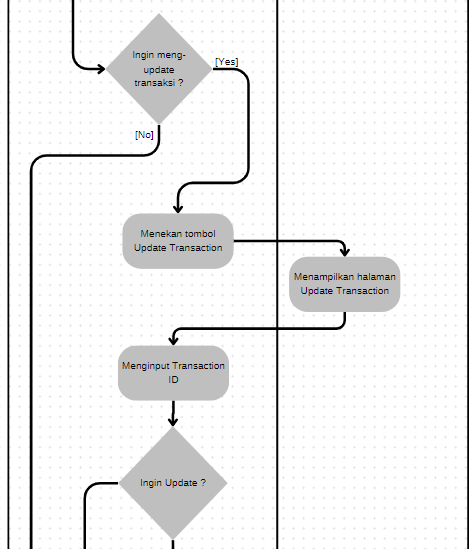 Ingin meng-
update
transaksi ?
[Yes]
[No]
Menekan tombol
Update Transaction
Menampilkan halaman
Update Transaction
Menginput Transaction
ID
Ingin Update ?